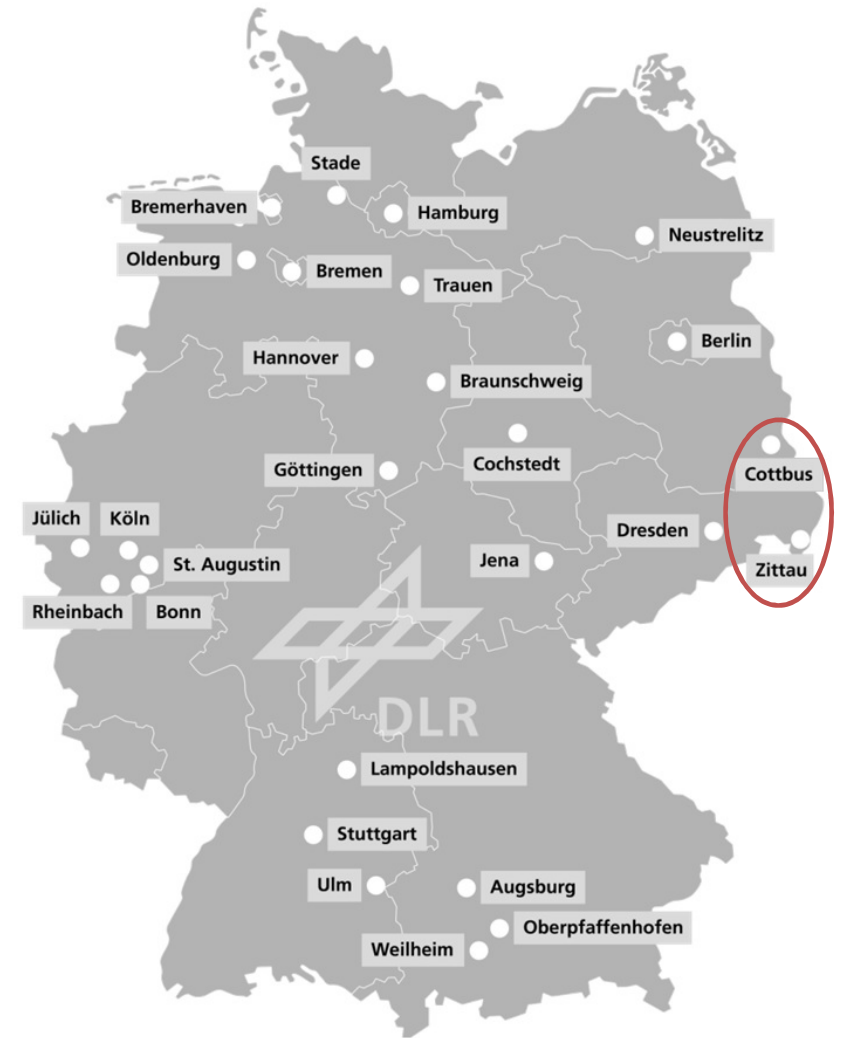 Stade
Bremerhaven
Hamburg
Neustrelitz
Oldenburg
Bremen
Trauen
Berlin
Hannover
Braunschweig
Cochstedt
Göttingen
Cottbus
Jülich
Köln
Dresden
St. Augustin
Jena
Zittau
Rheinbach
Bonn
DLR
Lampoldshausen
Stuttgart
Ulm
Augsburg
Oberpfaffenhofen
Weilheim